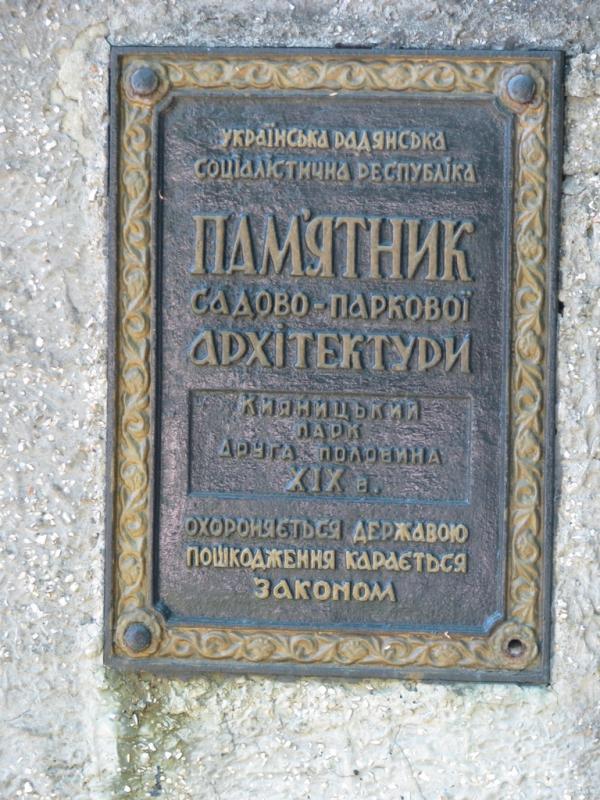 УКРАЇНСЬКА РАДЯНСЬКА
СОЦІАЛІСТИЧНА РЕСПУБЛІКА
ПАМ'ЯТНИК
САДОВО-ПАРКОВОЇ
АРХІТЕКТУРИ
КИЯНИЦЬКИЙ
ПАРК
ДРУГА ПОЛОВИНА
XIX в.
ОХОРОНЯЄТЬСЯ ДЕРЖАВОЮ
ПОШКОДЖЕННЯ КАРАЄТЬСЯ
ЗАКОНОМ